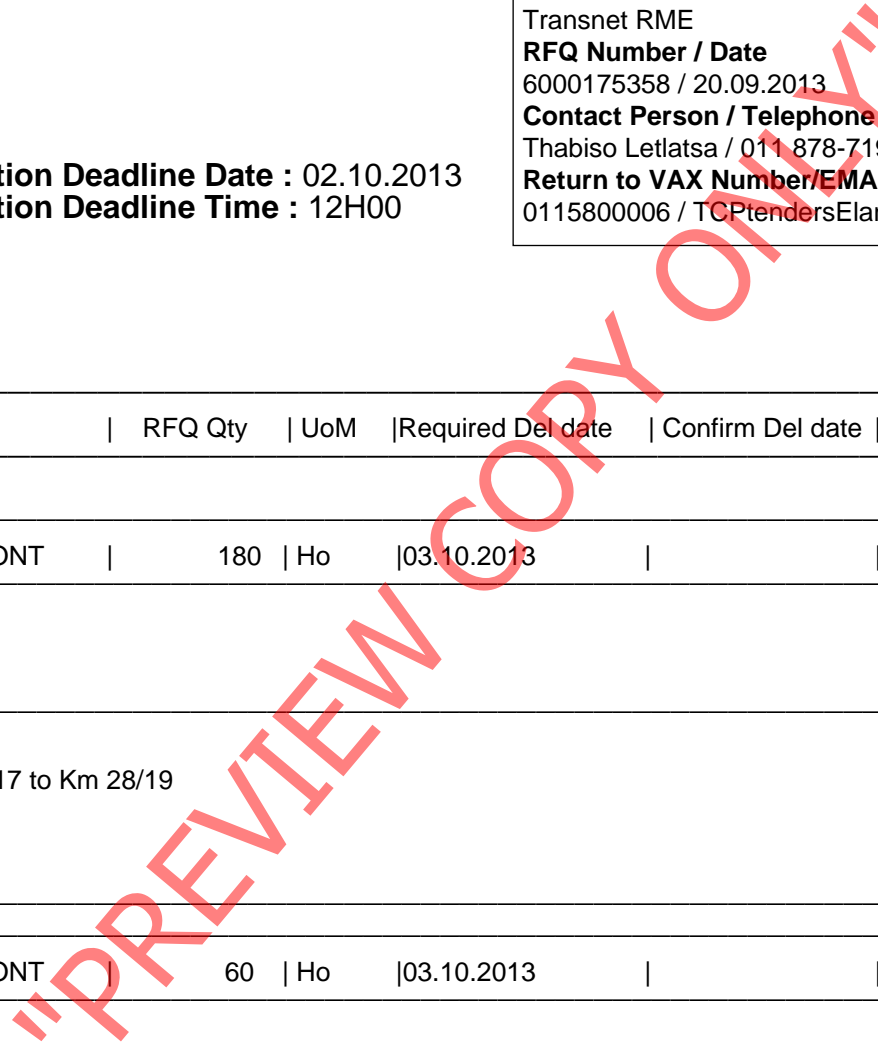 Transnet RME
RFQ Number / Date
6000175358 / 20.09.2013
Contact Person / Telephone
Thabiso Letlatsa / 011 878-719
Return to VAX Number/EMA
0115800006 / TCPtendersElan
tion Deadline Date : 02.10.2013
tion Deadline Time : 12H00
| RFQ Qty | UoM |Required Del date | Confirm Del date |
ONT | 180 | Ho |03.10.2013 | |
17 to Km 28/19
ONT | 60 | Ho |03.10.2013 | |
"PREVIEW COPY ONLY"